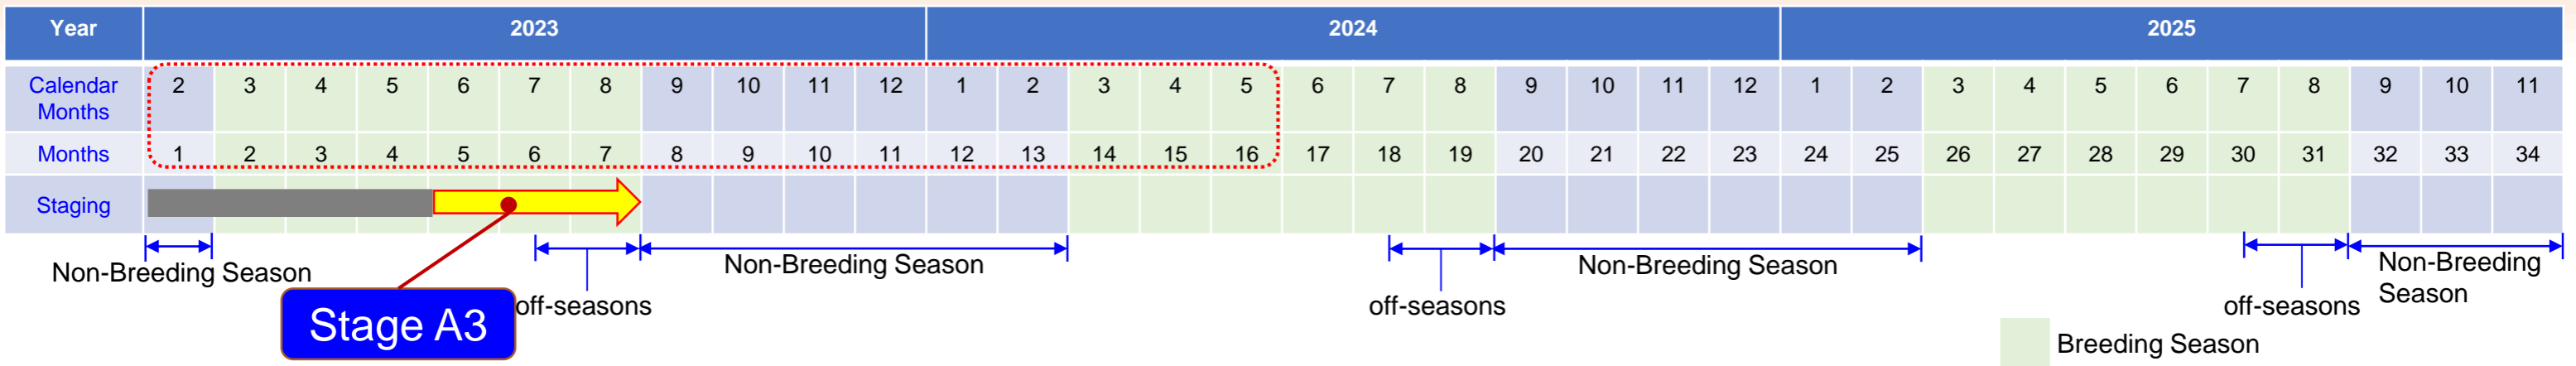 Year 2023 2024 2025
Calendar Months 2 3 4 5 6 7 8 9 10 11 12 1 2 3 4 5 6 7 8 9 10 11 12 1 2 3 4 5 6 7 8 9 10 11
Months 1 2 3 4 5 6 7 8 9 10 11 12 13 14 15 16 17 18 19 20 21 22 23 24 25 26 27 28 29 30 31 32 33 34
Staging
Non-Breeding Season
Stage A3
off-seasons
Non-Breeding Season
off-seasons
Non-Breeding Season
off-seasons
Non-Breeding
Season
Breeding Season